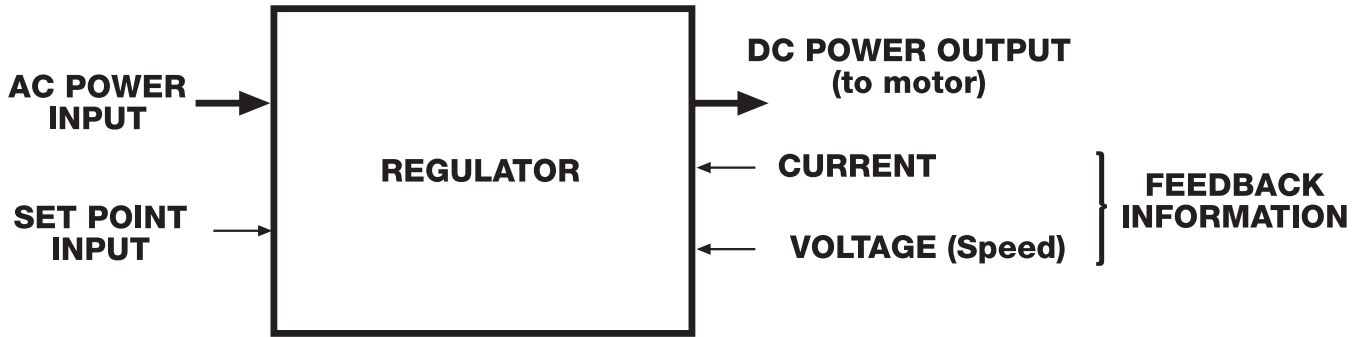 AC POWER
INPUT
SET POINT
INPUT
REGULATOR
DC POWER OUTPUT
(to motor)
CURRENT
VOLTAGE (Speed)
FEEDBACK
INFORMATION